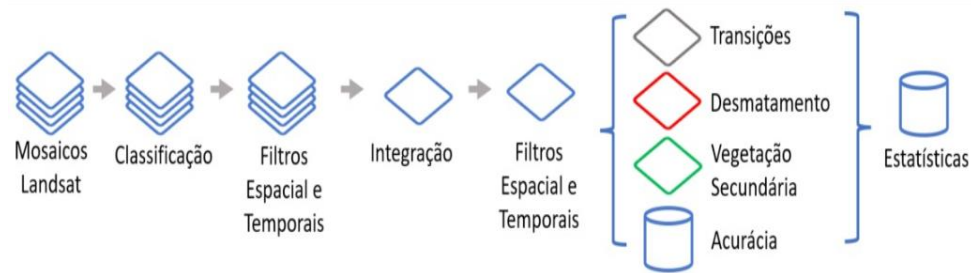 Mosaicos
Landsat
Classificação
Filtros
Espacial e
Temporais
Integração
Filtros
Espacial e
Temporais
Transições
Desmatamento
Vegetação
Secundária
Acurácia
Estatísticas